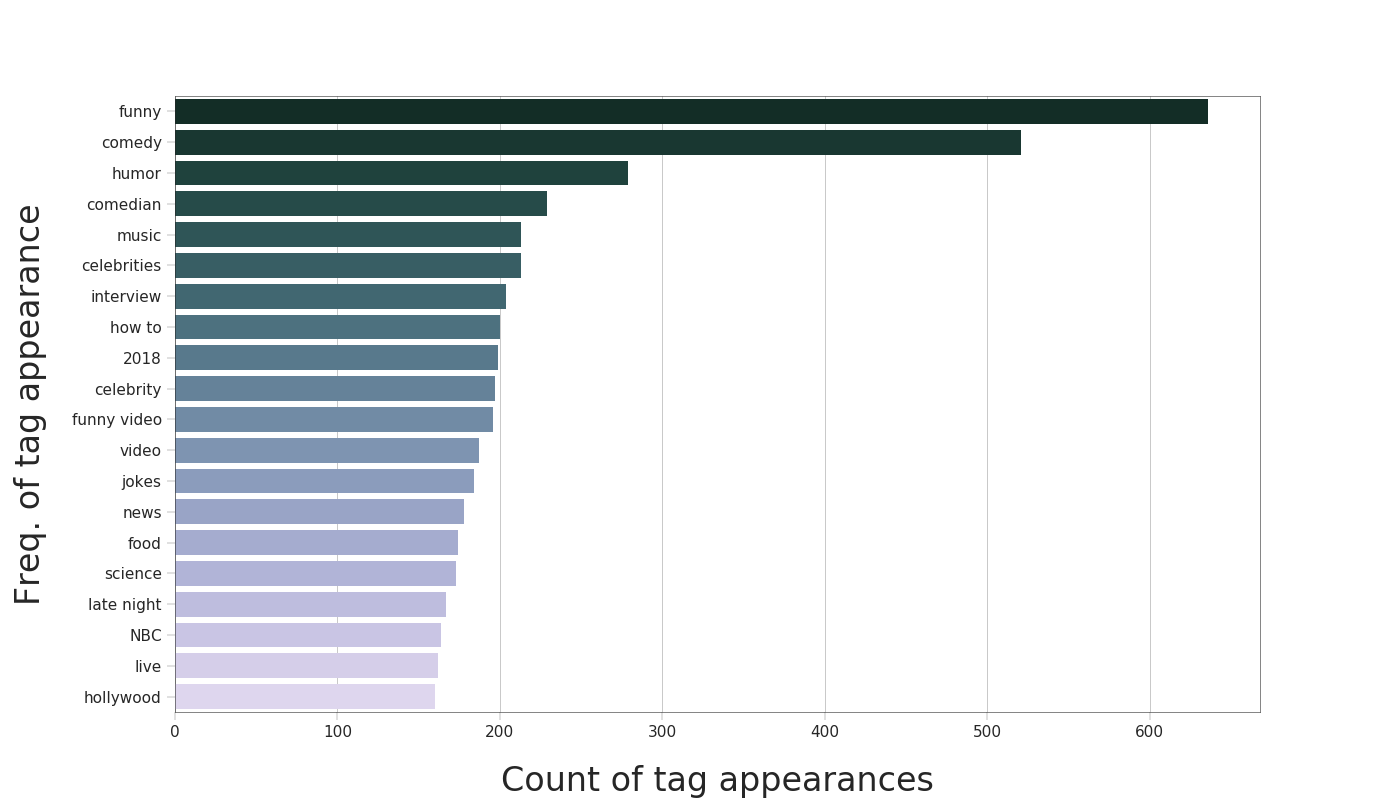 Freq. of tag appearance
funny
comedy
humor
comedian
music
celebrities
interview
how to
2018
celebrity
funny video
video
jokes
news
food
science
late night
NBC
live
hollywood
0 100 200 300 400 500 600
Count of tag appearances